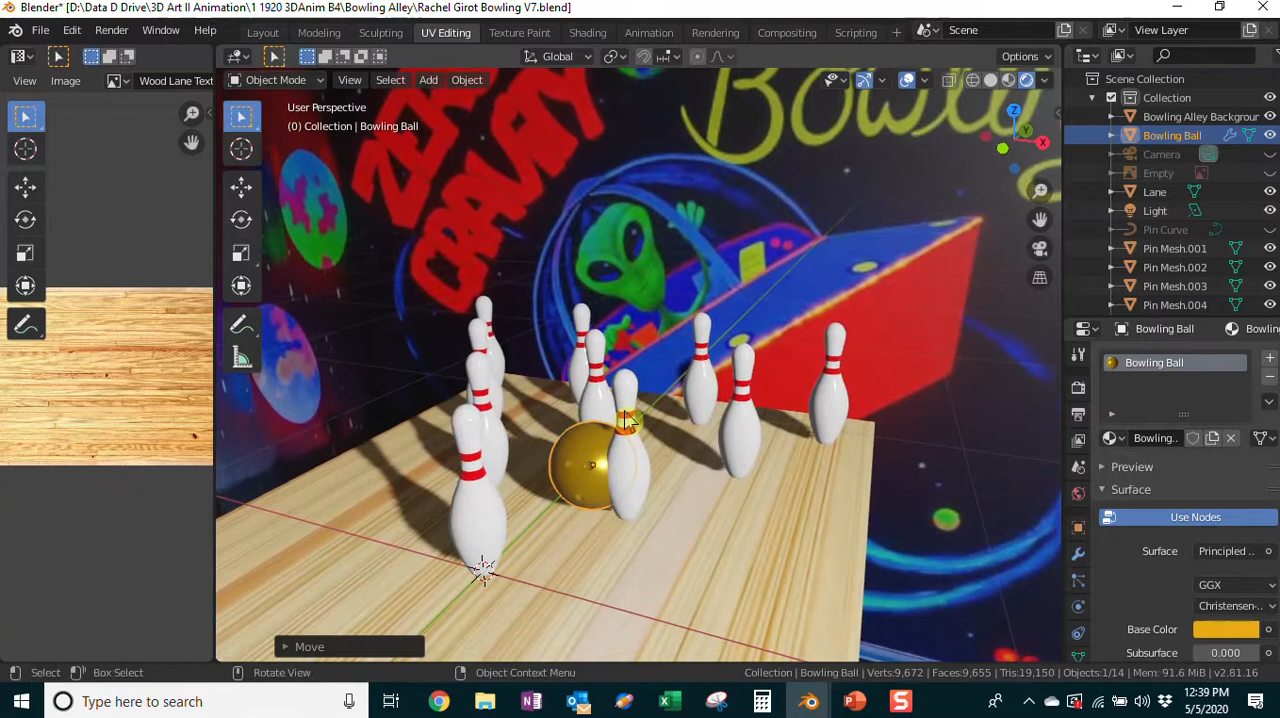 Blender* [D:\Data D Drive\3D Art II Animation\1 1920 3DAnim B4\Bowling Alley\Rachel Girot Bowling V7.blend]
File Edit Render Window Help Layout Modeling Sculpting UV Editing Texture Paint Shading Animation Rendering Compositing Scripting + Scene View Layer
Global Options
View Image Wood Lane Text Object Mode View Select Add Object
User Perspective
(0) Collection | Bowling Ball
Z
Y
X
GRAVITY
Scene Collection
Collection
Bowling Alley Backgroun
Bowling Ball
Camera
Empty
Lane
Light
Pin Curve
Pin Mesh.001
Pin Mesh.002
Pin Mesh.003
Pin Mesh.004
Bowling Ball
Bowling Ball
Bowling..
Preview
Surface
Use Nodes
Surface Principled ..
GGX
Christensen-..
Base Color
Subsurface 0.000
Move
Select Box Select Rotate View Object Context Menu Collection | Bowling Ball | Verts:9,672 | Faces:9,655 | Tris:19,150 | Objects:1/14 | Mem: 91.6 MiB | v2.81.16
Type here to search
12:39 PM
5/5/2020